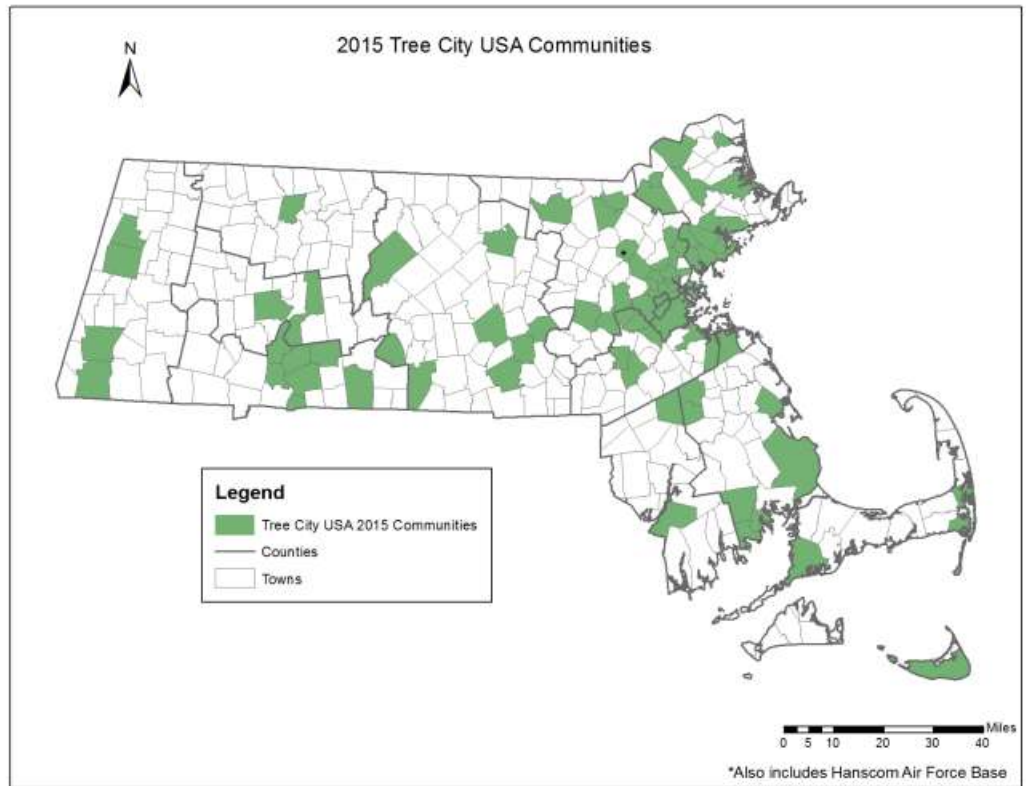 2015 Tree City USA Communities
N
Legend
Tree City USA 2015 Communities
Counties
Towns
Miles
0 5 10 20 30 40
*Also includes Hanscom Air Force Base